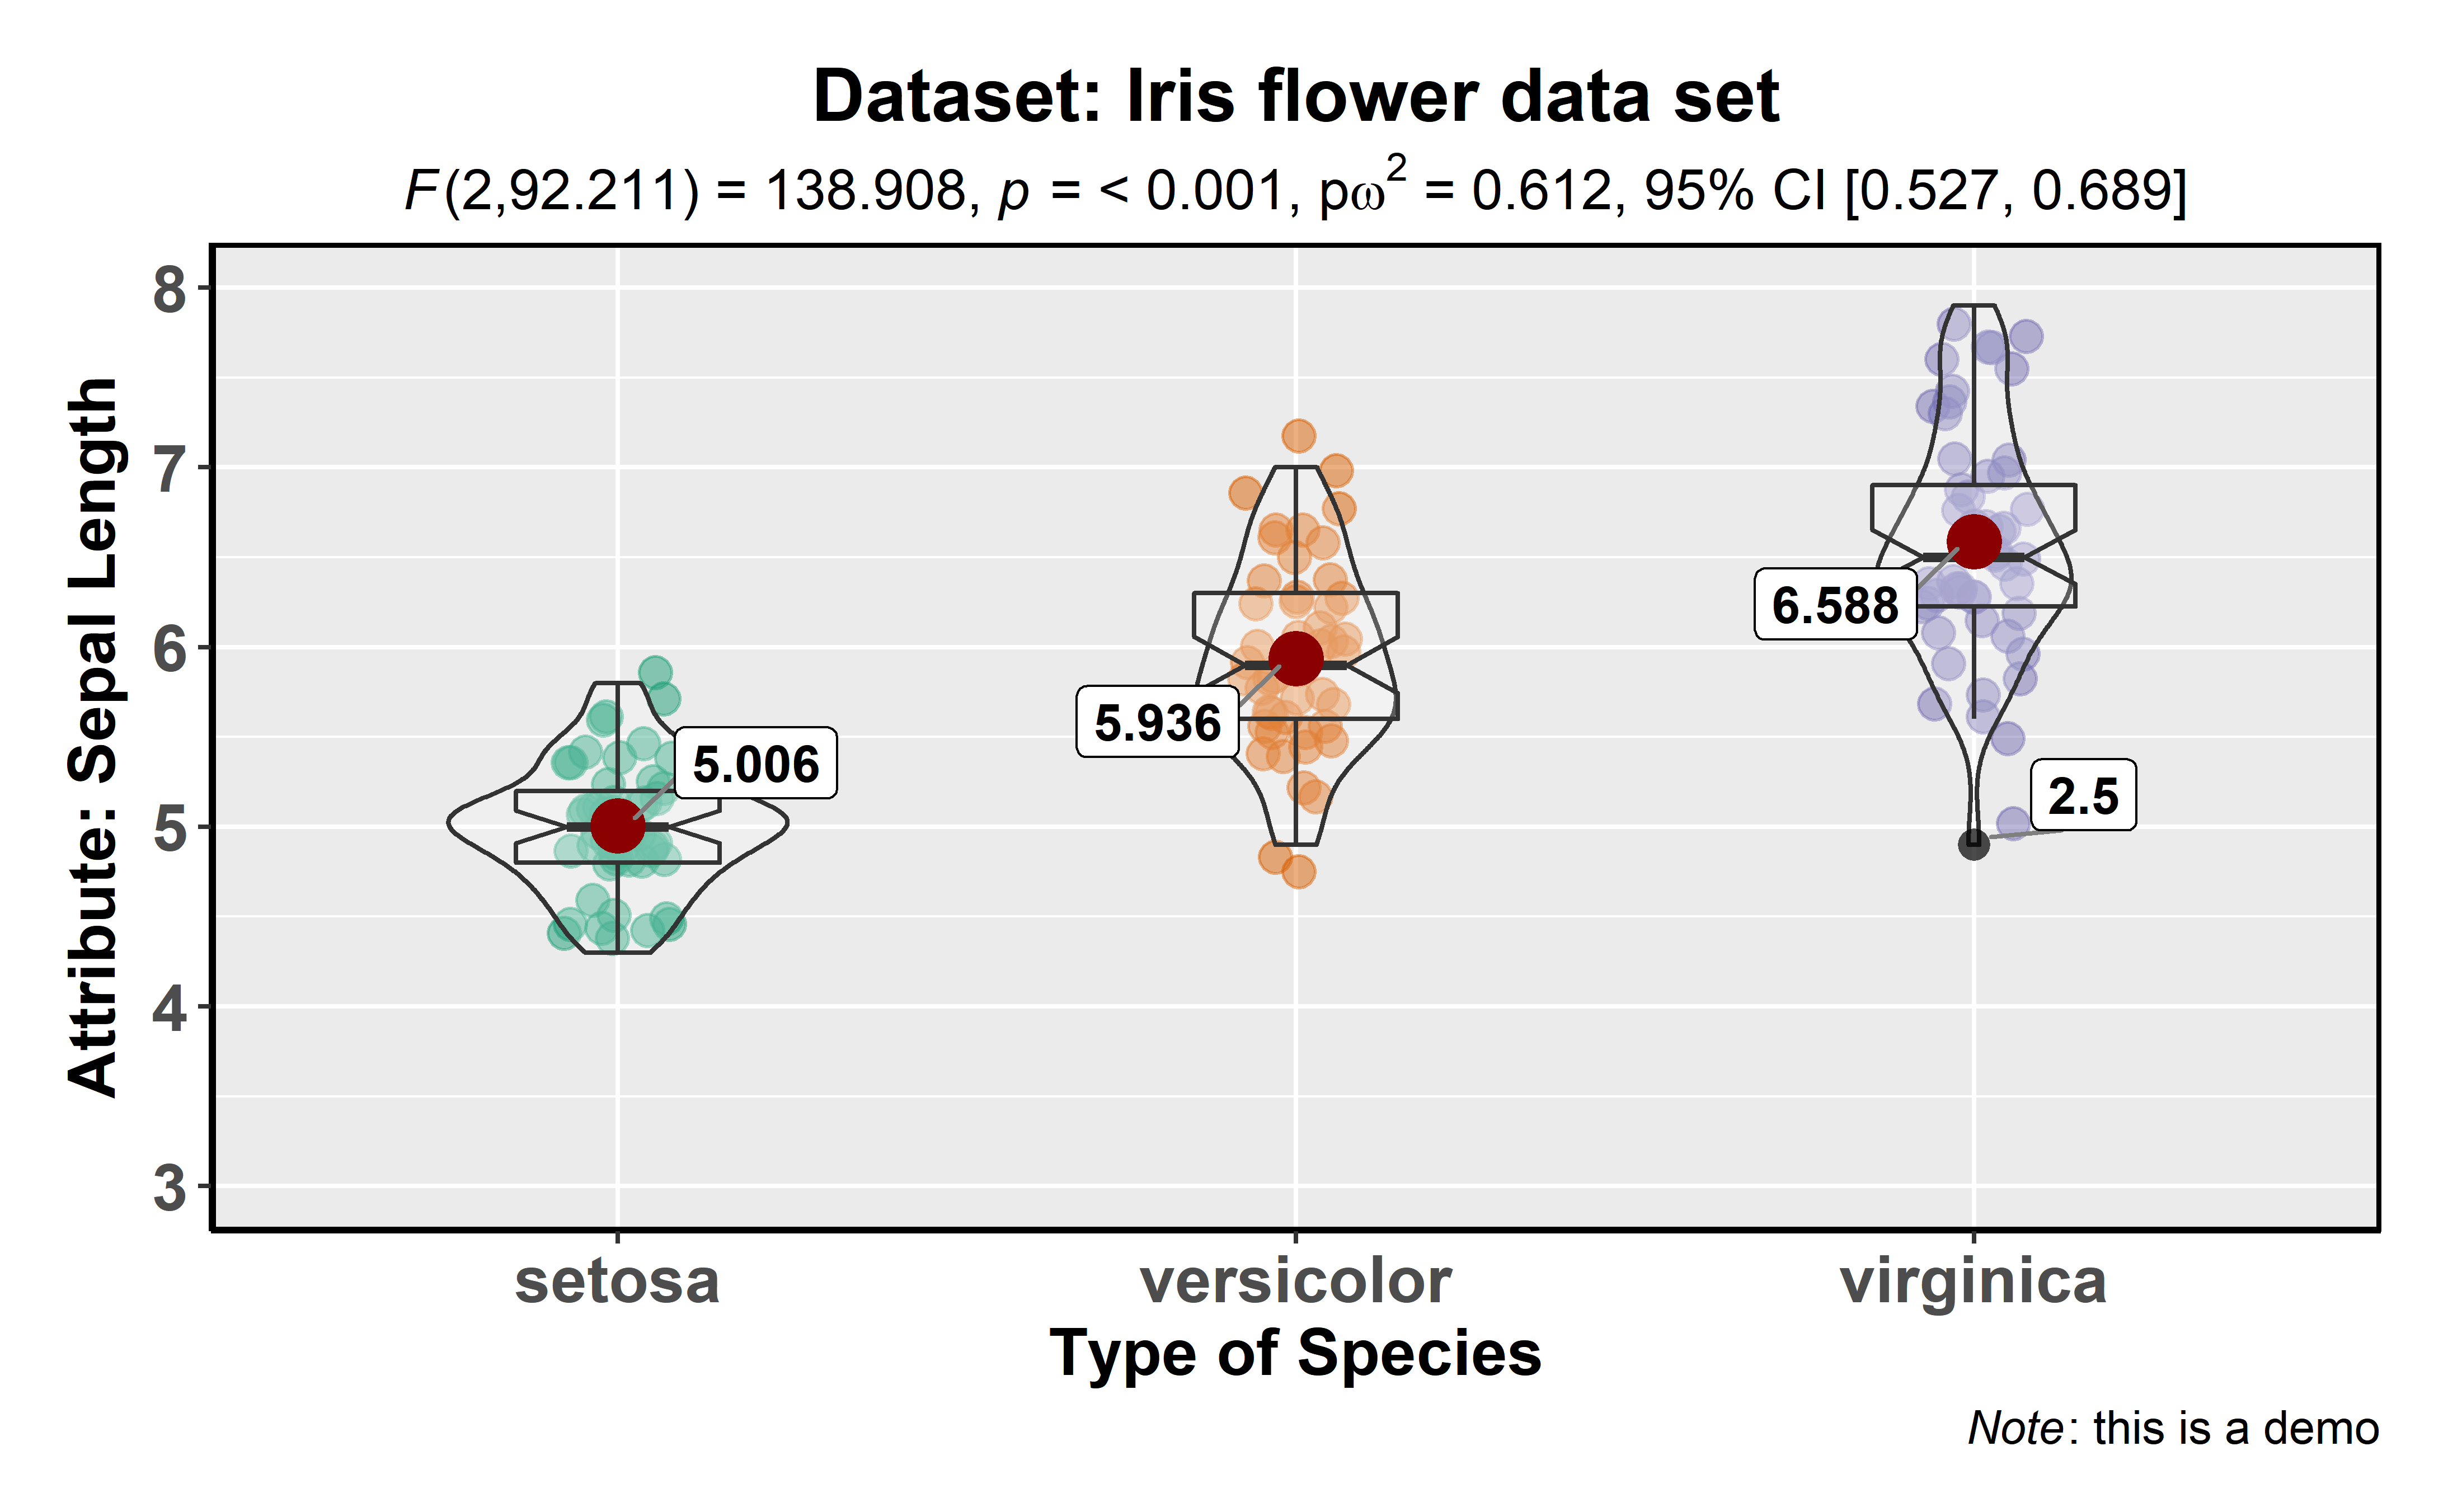 Dataset: Iris flower data set
F(2,92.211) = 138.908, p = < 0.001, pω² = 0.612, 95% CI [0.527, 0.689]
Attribute: Sepal Length
8
7
6
5
4
3
5.006
5.936
6.588
2.5
setosa versicolor virginica
Type of Species
Note: this is a demo